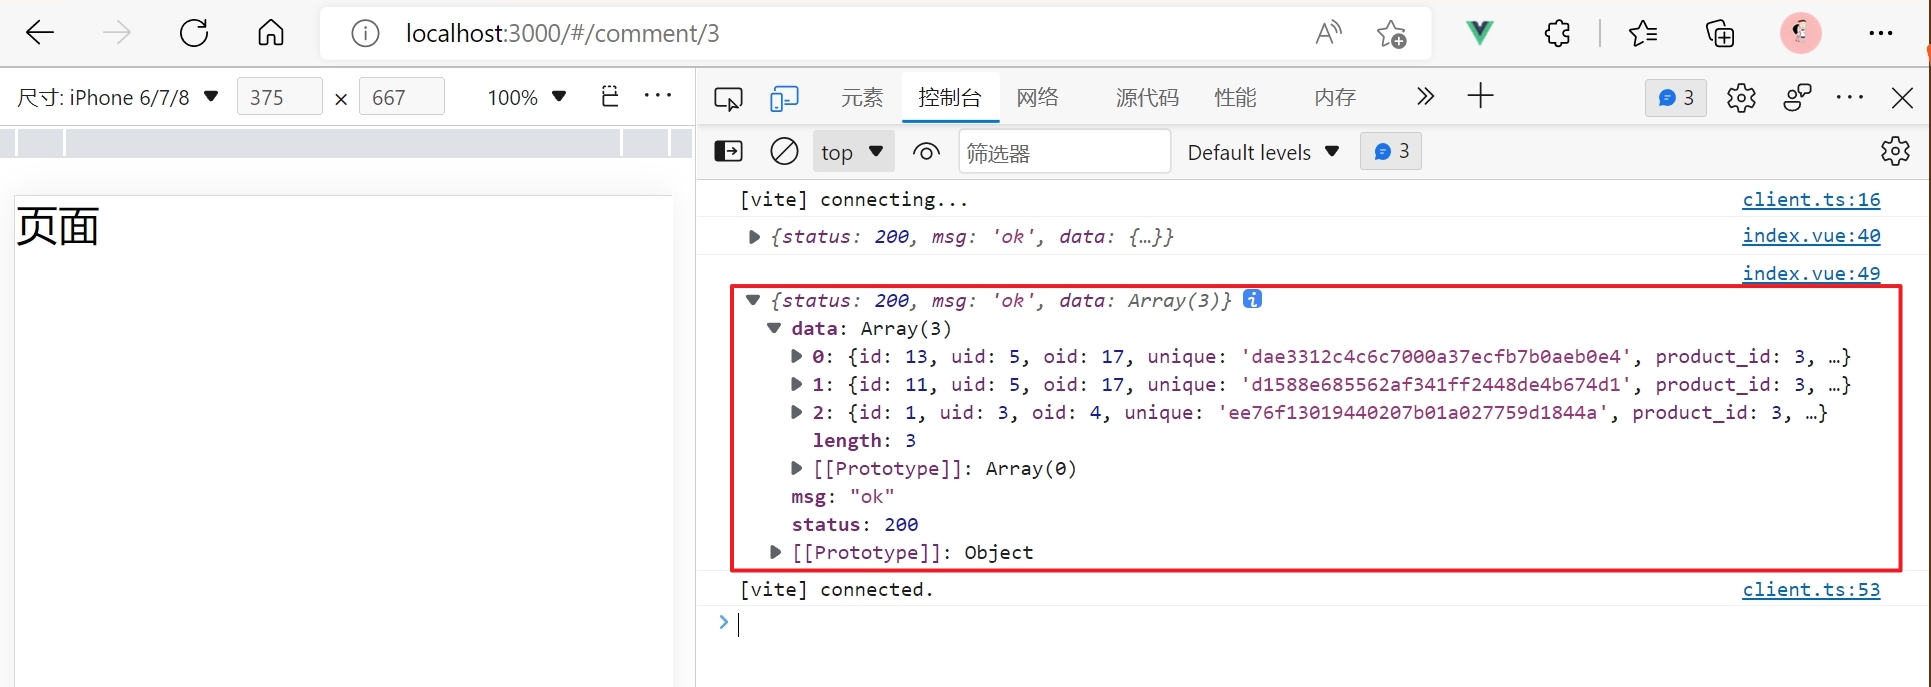 localhost:3000/#/comment/3
尺寸: iPhone 6/7/8 ▼ 375 × 667 100% ▼
元素 控制台 网络 源代码 性能 内存 3
top ▼ 筛选器 Default levels ▼ 3
页面
[vite] connecting... client.ts:16
{status: 200, msg: 'ok', data: {…}} index.vue:40
index.vue:49
{status: 200, msg: 'ok', data: Array(3)}
data: Array(3)
0: {id: 13, uid: 5, oid: 17, unique: 'dae3312c4c6c7000a37ecfb7b0aeb0e4', product_id: 3, …}
1: {id: 11, uid: 5, oid: 17, unique: 'd1588e685562af341ff2448de4b674d1', product_id: 3, …}
2: {id: 1, uid: 3, oid: 4, unique: 'ee76f13019440207b01a027759d1844a', product_id: 3, …}
length: 3
[[Prototype]]: Array(0)
msg: "ok"
status: 200
[[Prototype]]: Object
[vite] connected. client.ts:53